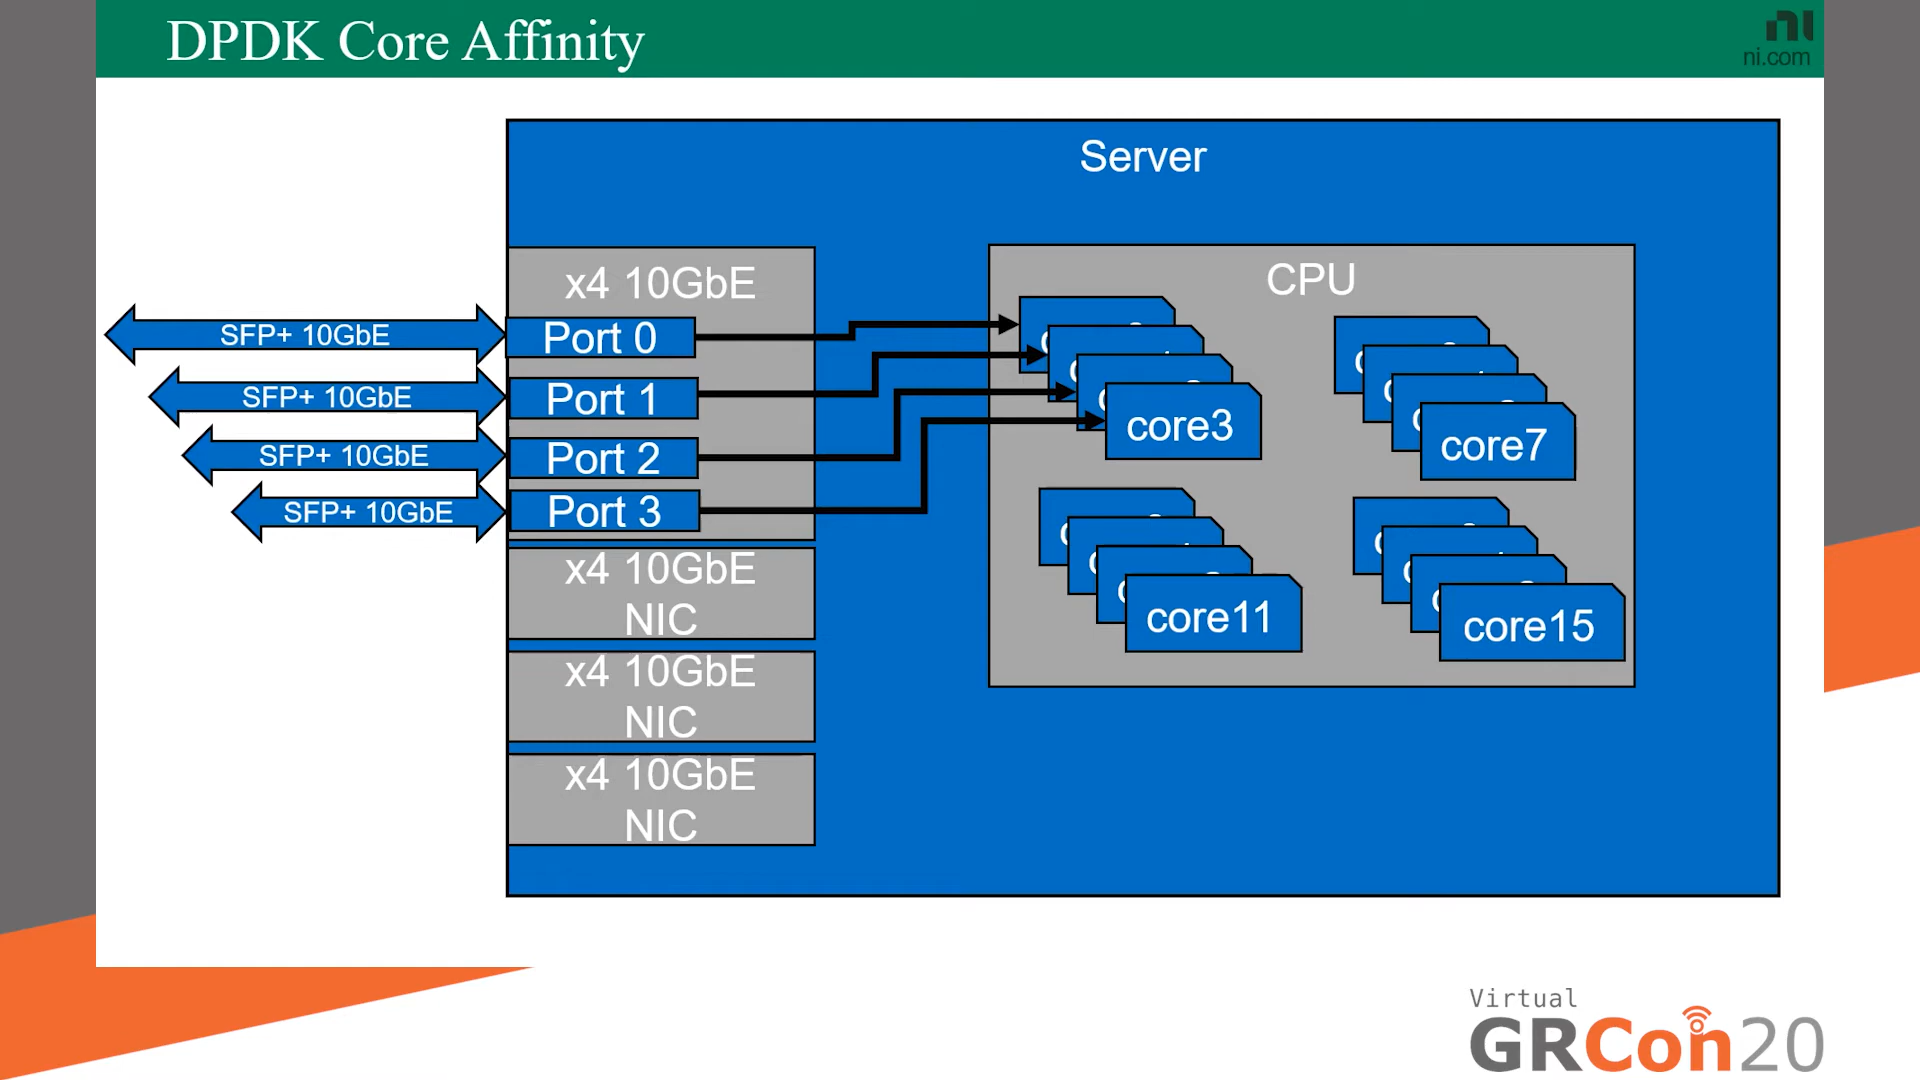 DPDK Core Affinity
ni.com
Server
x4 10GbE
CPU
SFP+ 10GbE
Port 0
SFP+ 10GbE
Port 1
SFP+ 10GbE
Port 2
SFP+ 10GbE
Port 3
core3
core7
x4 10GbE
NIC
core11
core15
x4 10GbE
NIC
x4 10GbE
NIC
Virtual
GRCon20